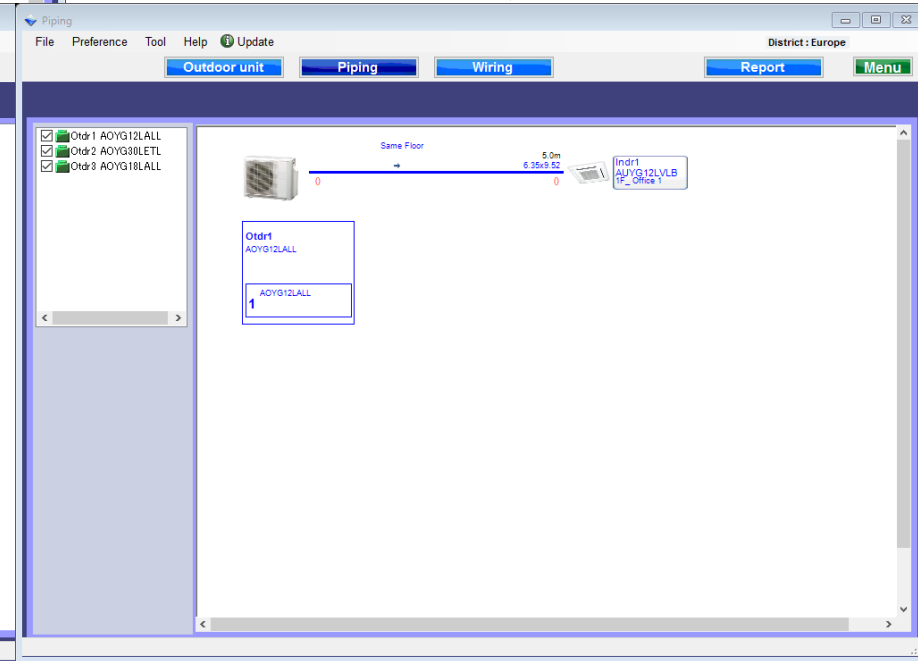 Piping
File Preference Tool Help Update
District : Europe
Outdoor unit Piping Wiring Report Menu
Otdr1 AOYG12LALL
Otdr2 AOYG30LETL
Otdr3 AOYG18LALL
Same Floor
→
5.0m
6.35x9.52
0
0
Indr1
AUYG12LVLB
1F_ Office 1
Otdr1
AOYG12LALL
AOYG12LALL
1